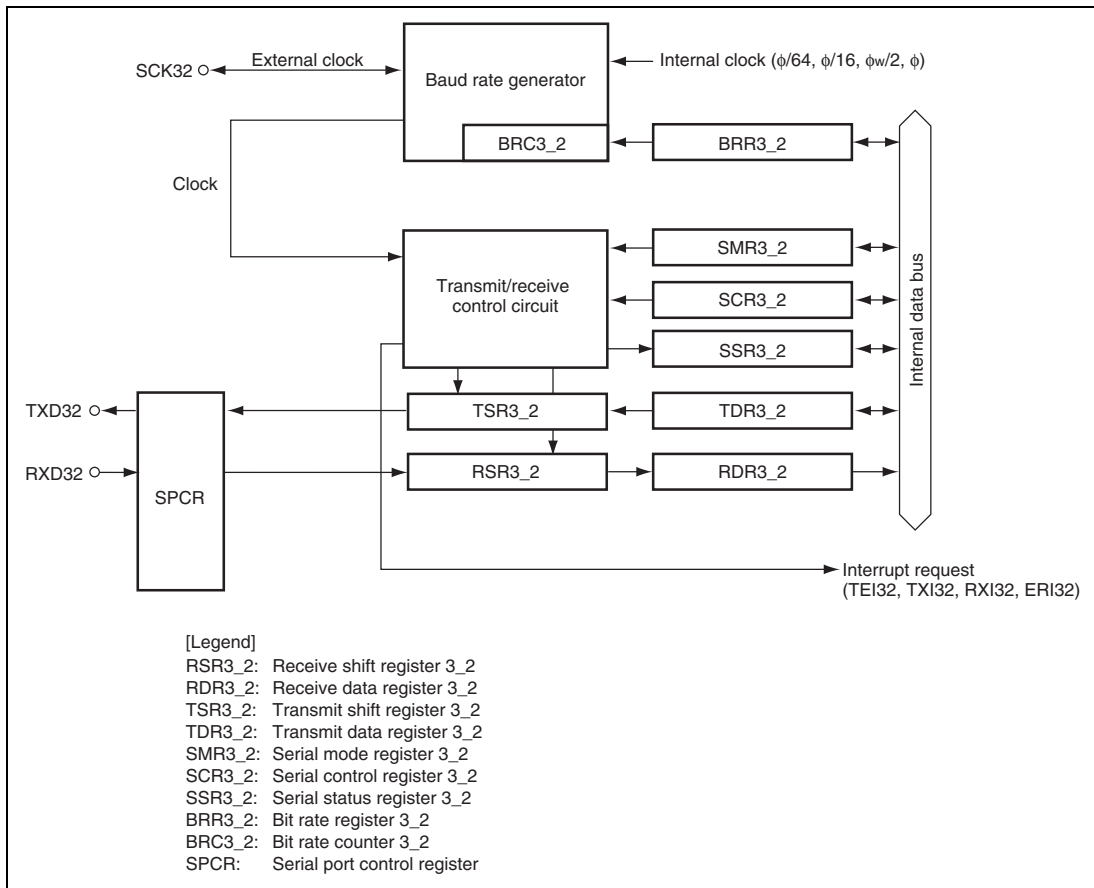 SCK32
External clock
Baud rate generator
Internal clock (ϕ/64, ϕ/16, ϕw/2, ϕ)
BRC3_2
BRR3_2
Clock
Internal data bus
Transmit/receive
control circuit
SMR3_2
SCR3_2
SSR3_2
TXD32
TSR3_2
TDR3_2
RXD32
SPCR
RSR3_2
RDR3_2
Interrupt request
(TEI32, TXI32, RXI32, ERI32)
[Legend]
RSR3_2: Receive shift register 3_2
RDR3_2: Receive data register 3_2
TSR3_2: Transmit shift register 3_2
TDR3_2: Transmit data register 3_2
SMR3_2: Serial mode register 3_2
SCR3_2: Serial control register 3_2
SSR3_2: Serial status register 3_2
BRR3_2: Bit rate register 3_2
BRC3_2: Bit rate counter 3_2
SPCR: Serial port control register